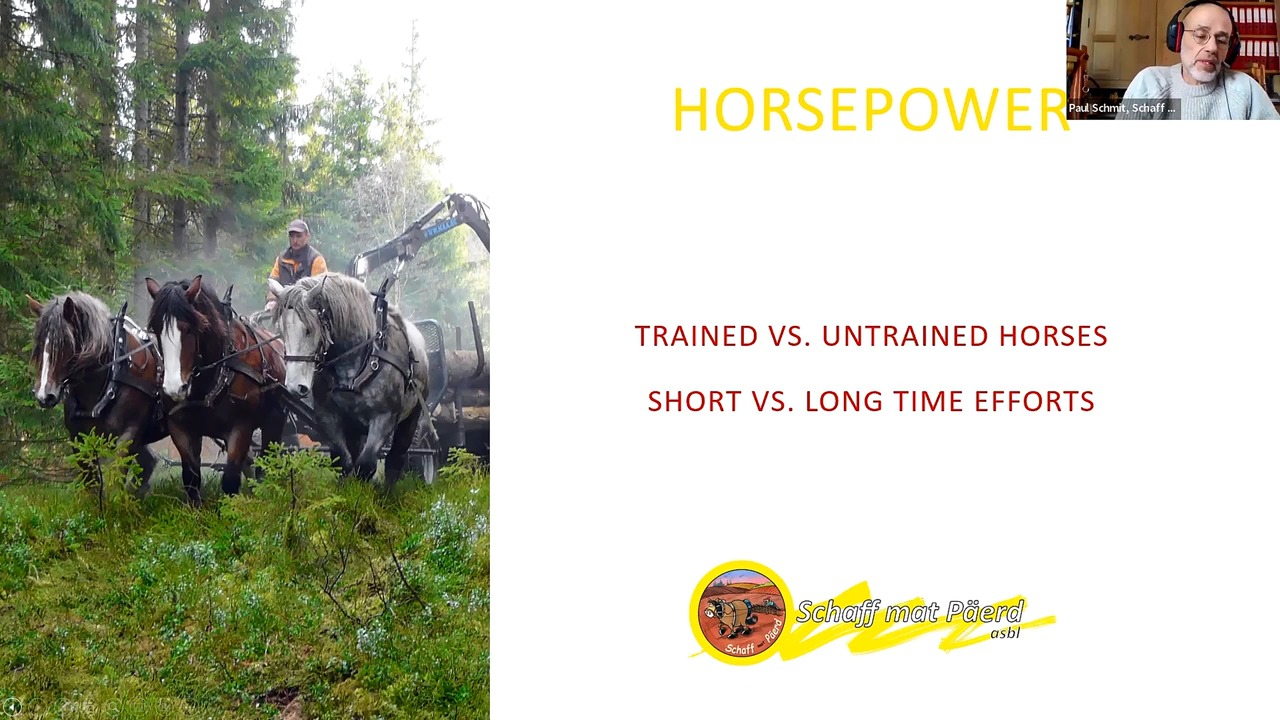 HORSEPOWER
Paul Schmit, Schaff ...
TRAINED VS. UNTRAINED HORSES
SHORT VS. LONG TIME EFFORTS
Schaff mat Päerd
asbl
Schaff - Päerd